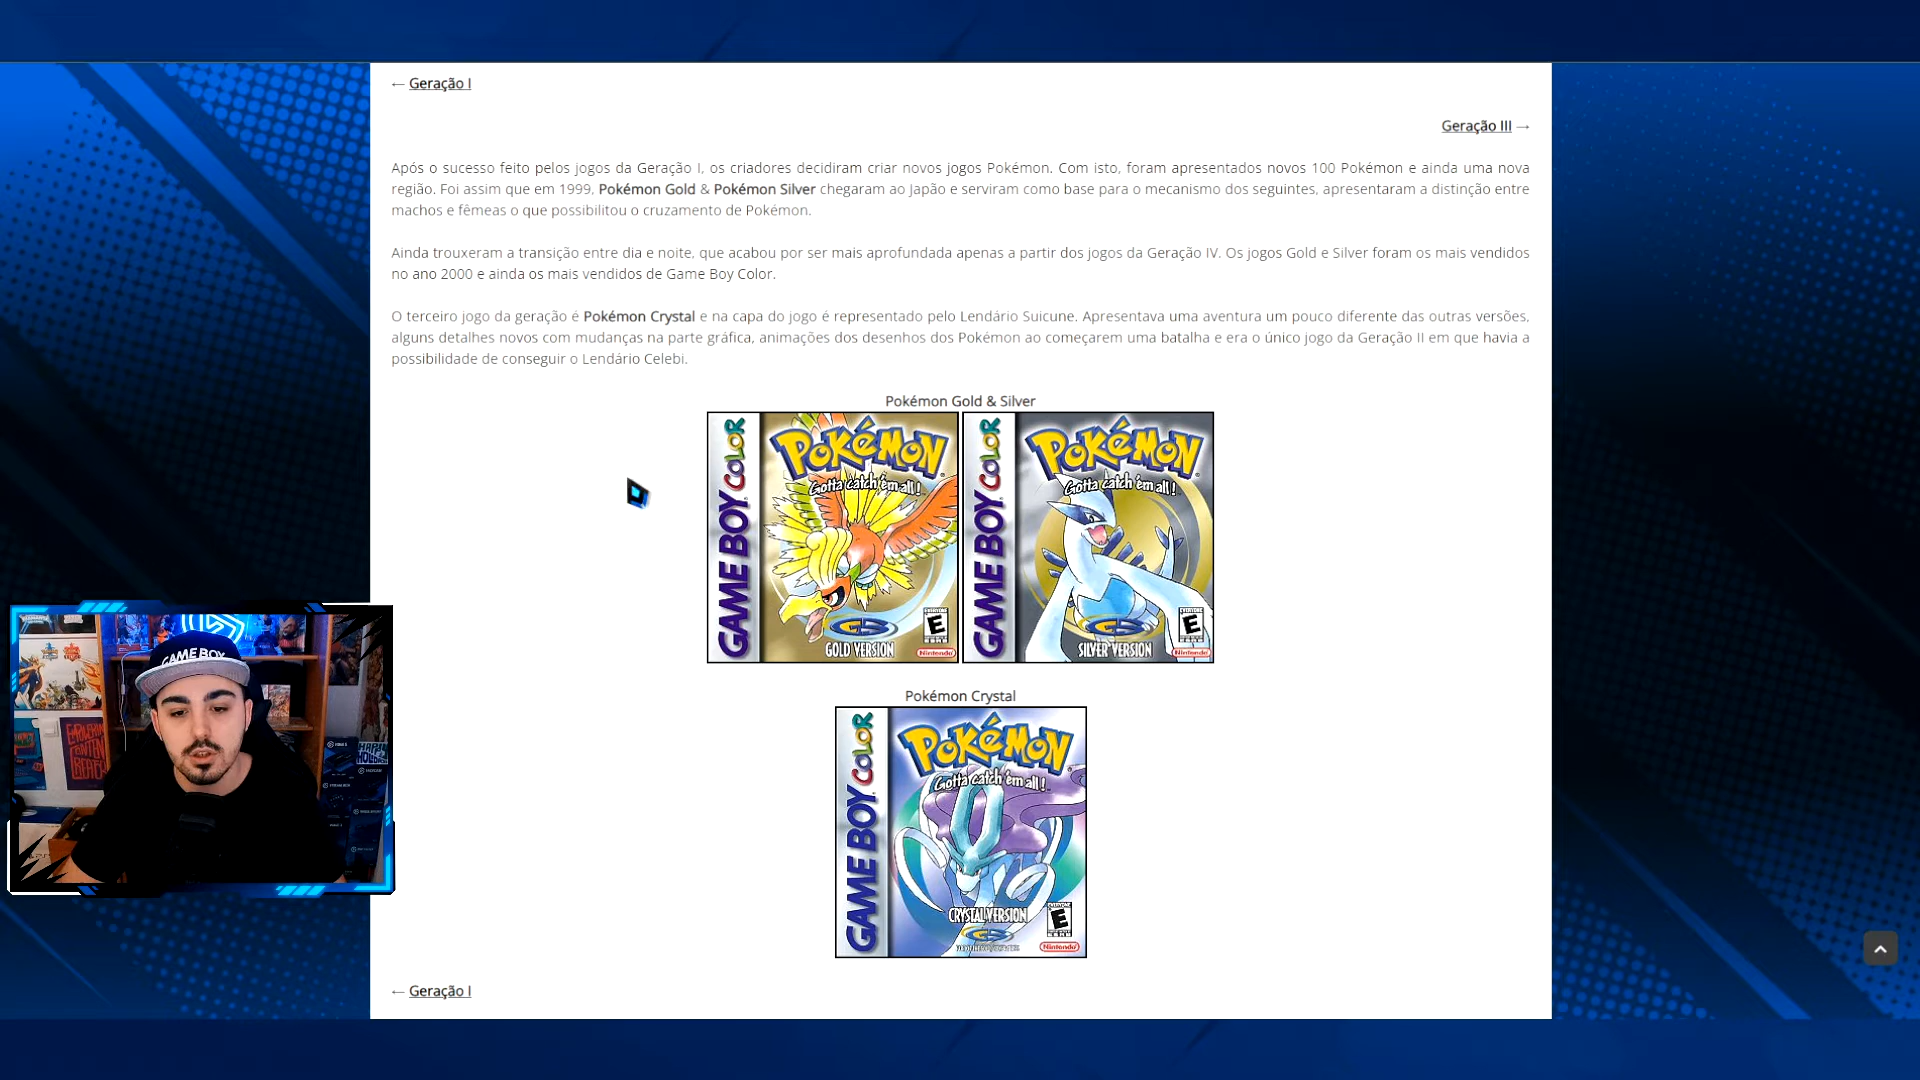 ← Geração I
Geração III →
Após o sucesso feito pelos jogos da Geração I, os criadores decidiram criar novos jogos Pokémon. Com isto, foram apresentados novos 100 Pokémon e ainda uma nova
região. Foi assim que em 1999, Pokémon Gold & Pokémon Silver chegaram ao Japão e serviram como base para o mecanismo dos seguintes, apresentaram a distinção entre
machos e fêmeas o que possibilitou o cruzamento de Pokémon.
Ainda trouxeram a transição entre dia e noite, que acabou por ser mais aprofundada apenas a partir dos jogos da Geração IV. Os jogos Gold e Silver foram os mais vendidos
no ano 2000 e ainda os mais vendidos de Game Boy Color.
O terceiro jogo da geração é Pokémon Crystal e na capa do jogo é representado pelo Lendário Suicune. Apresentava uma aventura um pouco diferente das outras versões,
alguns detalhes novos com mudanças na parte gráfica, animações dos desenhos dos Pokémon ao começarem uma batalha e era o único jogo da Geração II em que havia a
possibilidade de conseguir o Lendário Celebi.
Pokémon Gold & Silver
GAME BOY COLOR
POKéMON
Gotta catch 'em all!
GOLD VERSION
EVERYONE
E
Nintendo
GAME BOY COLOR
POKéMON
Gotta catch 'em all!
SILVER VERSION
EVERYONE
E
Nintendo
GAME BOY
Pokémon Crystal
GAME BOY COLOR
POKéMON
Gotta catch 'em all!
CRYSTAL VERSION
E
Nintendo
← Geração I